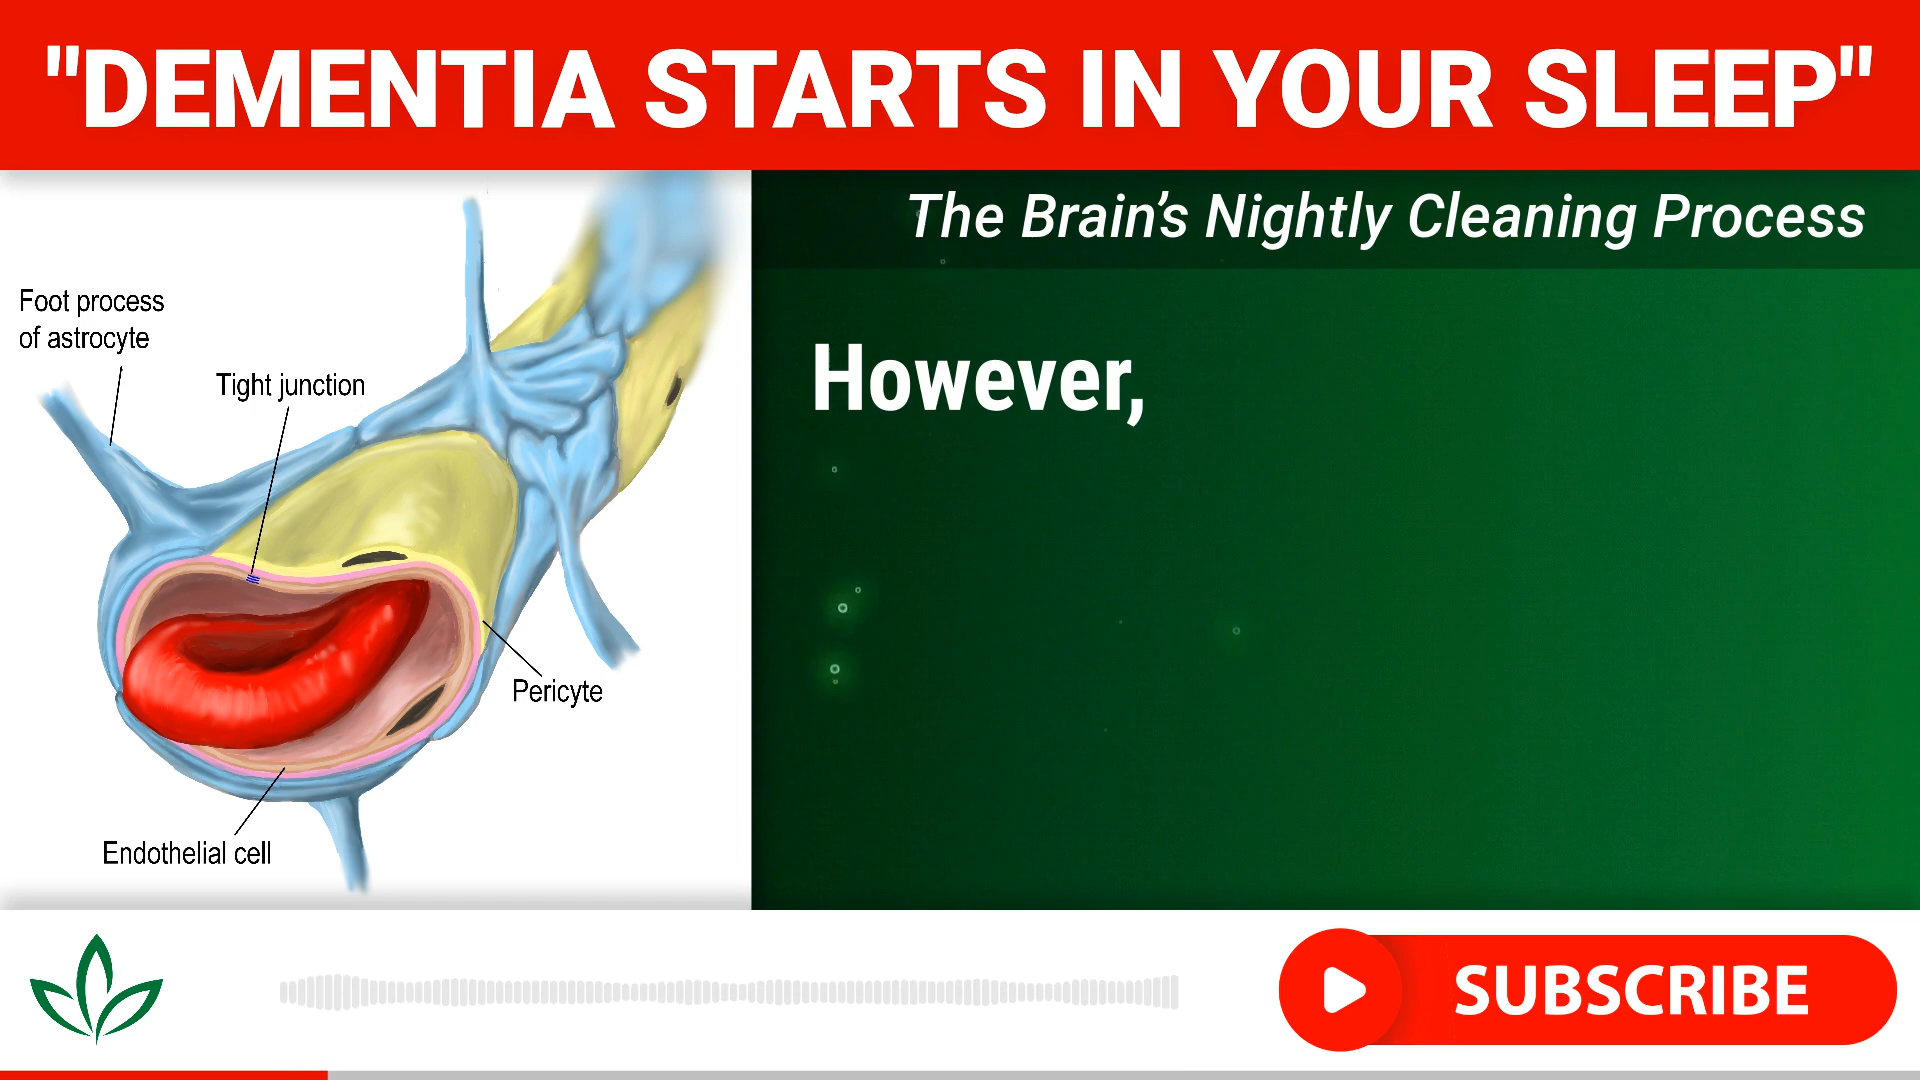 "DEMENTIA STARTS IN YOUR SLEEP"
The Brain’s Nightly Cleaning Process
Foot process
of astrocyte
Tight junction
However,
Pericyte
Endothelial cell
SUBSCRIBE